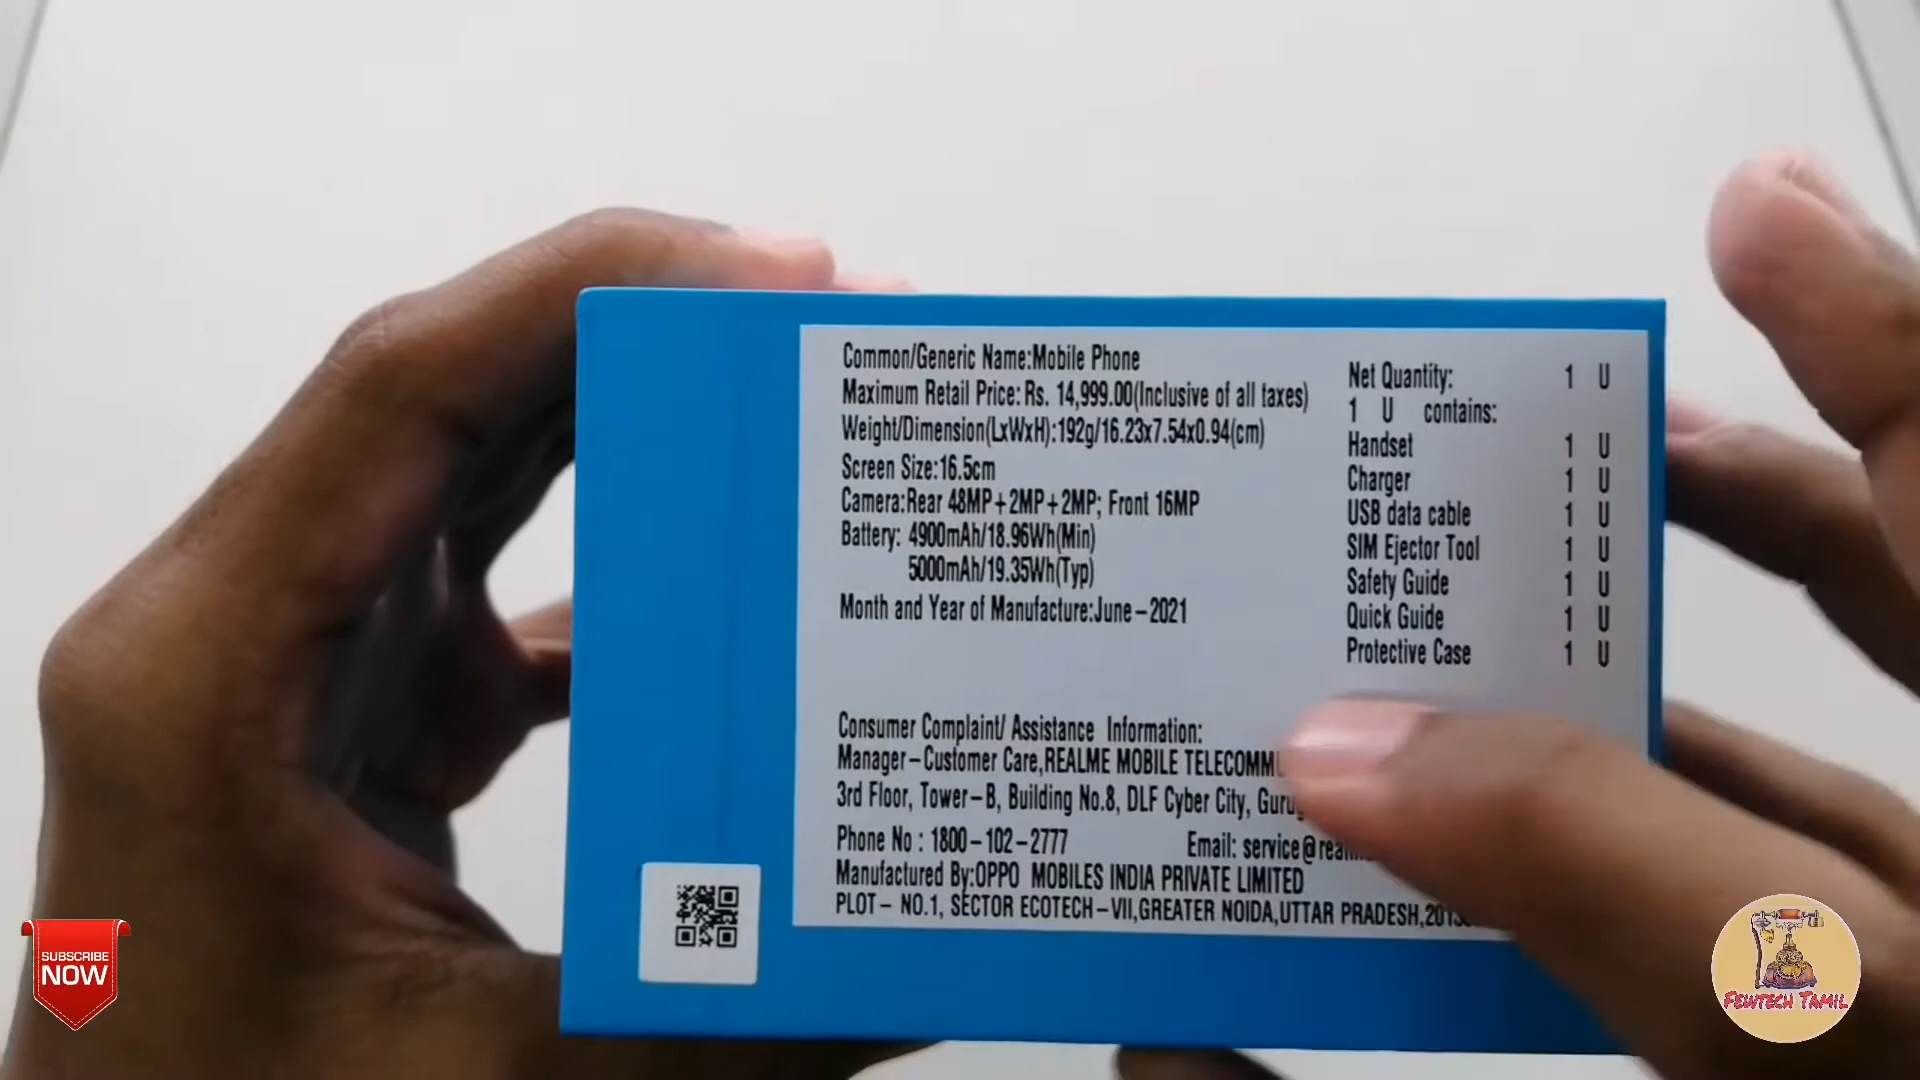 Common/Generic Name:Mobile Phone
Maximum Retail Price: Rs. 14,999.00(Inclusive of all taxes)
Weight/Dimension(LxWxH):192g/16.23x7.54x0.94(cm)
Screen Size:16.5cm
Camera:Rear 48MP+2MP+2MP; Front 16MP
Battery: 4900mAh/18.96Wh(Min)
5000mAh/19.35Wh(Typ)
Month and Year of Manufacture:June-2021
Net Quantity: 1 U
1 U contains:
Handset 1 U
Charger 1 U
USB data cable 1 U
SIM Ejector Tool 1 U
Safety Guide 1 U
Quick Guide 1 U
Protective Case 1 U
Consumer Complaint/ Assistance Information:
Manager-Customer Care,REALME MOBILE
3rd Floor, Tower-B, Building No.8, DLF Cyber City,
Phone No : 1800-102-2777 Email:
Manufactured By:OPPO MOBILES INDIA PRIVATE LIMITED
PLOT- NO.1, SECTOR ECOTECH-VII,GREATER NOIDA,UTTAR PRADESH,
SUBSCRIBE
NOW
FEWTECH TAMIL